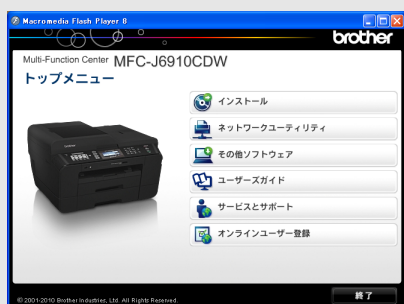 Macromedia Flash Player 8
brother
Multi-Function Center MFC-J6910CDW
トップメニュー
インストール
ネットワークユーティリティ
その他ソフトウェア
ユーザーズガイド
サービスとサポート
オンラインユーザー登録
© 2001-2010 Brother Industries, Ltd. All Rights Reserved.
終了